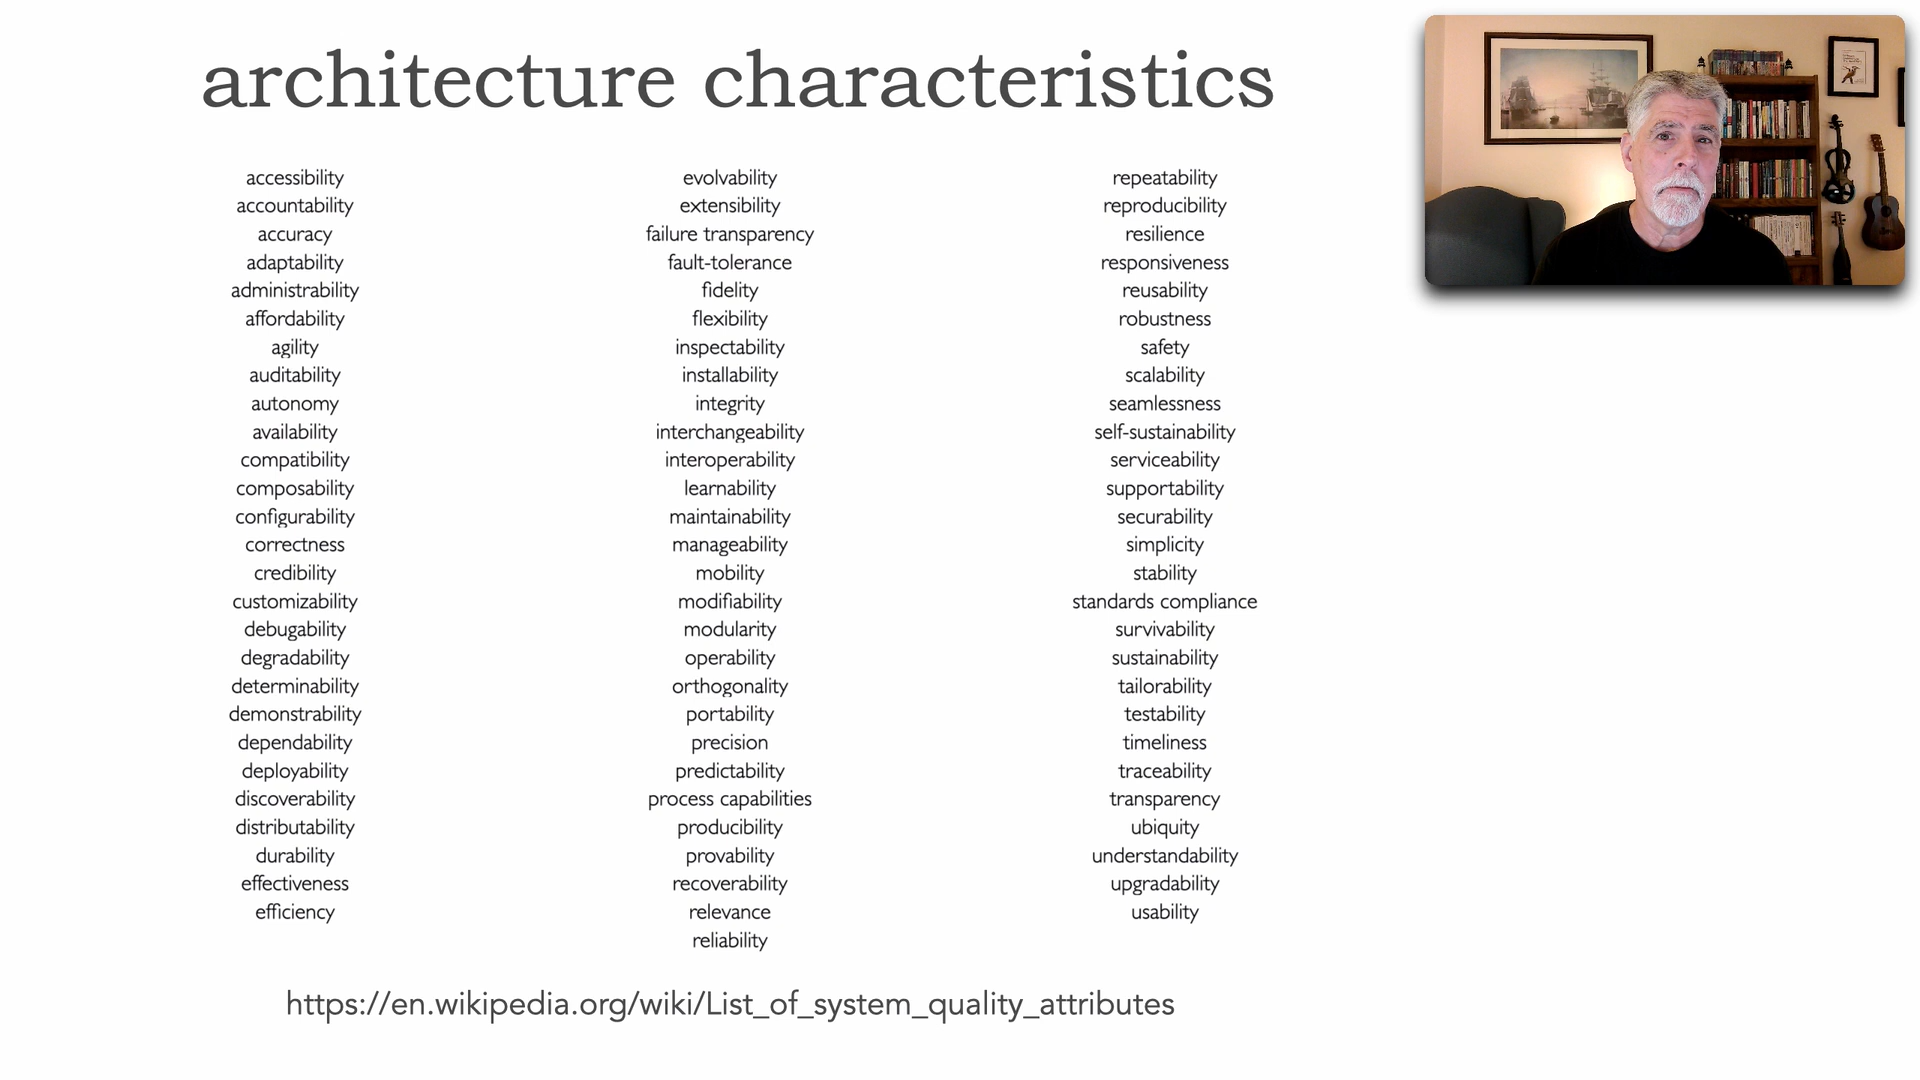 architecture characteristics
accessibility
accountability
accuracy
adaptability
administrability
affordability
agility
auditability
autonomy
availability
compatibility
composability
configurability
correctness
credibility
customizability
debugability
degradability
determinability
demonstrability
dependability
deployability
discoverability
distributability
durability
effectiveness
efficiency
evolvability
extensibility
failure transparency
fault-tolerance
fidelity
flexibility
inspectability
installability
integrity
interchangeability
interoperability
learnability
maintainability
manageability
mobility
modifiability
modularity
operability
orthogonality
portability
precision
predictability
process capabilities
producibility
provability
recoverability
relevance
reliability
repeatability
reproducibility
resilience
responsiveness
reusability
robustness
safety
scalability
seamlessness
self-sustainability
serviceability
supportability
securability
simplicity
stability
standards compliance
survivability
sustainability
tailorability
testability
timeliness
traceability
transparency
ubiquity
understandability
upgradability
usability
https://en.wikipedia.org/wiki/List_of_system_quality_attributes